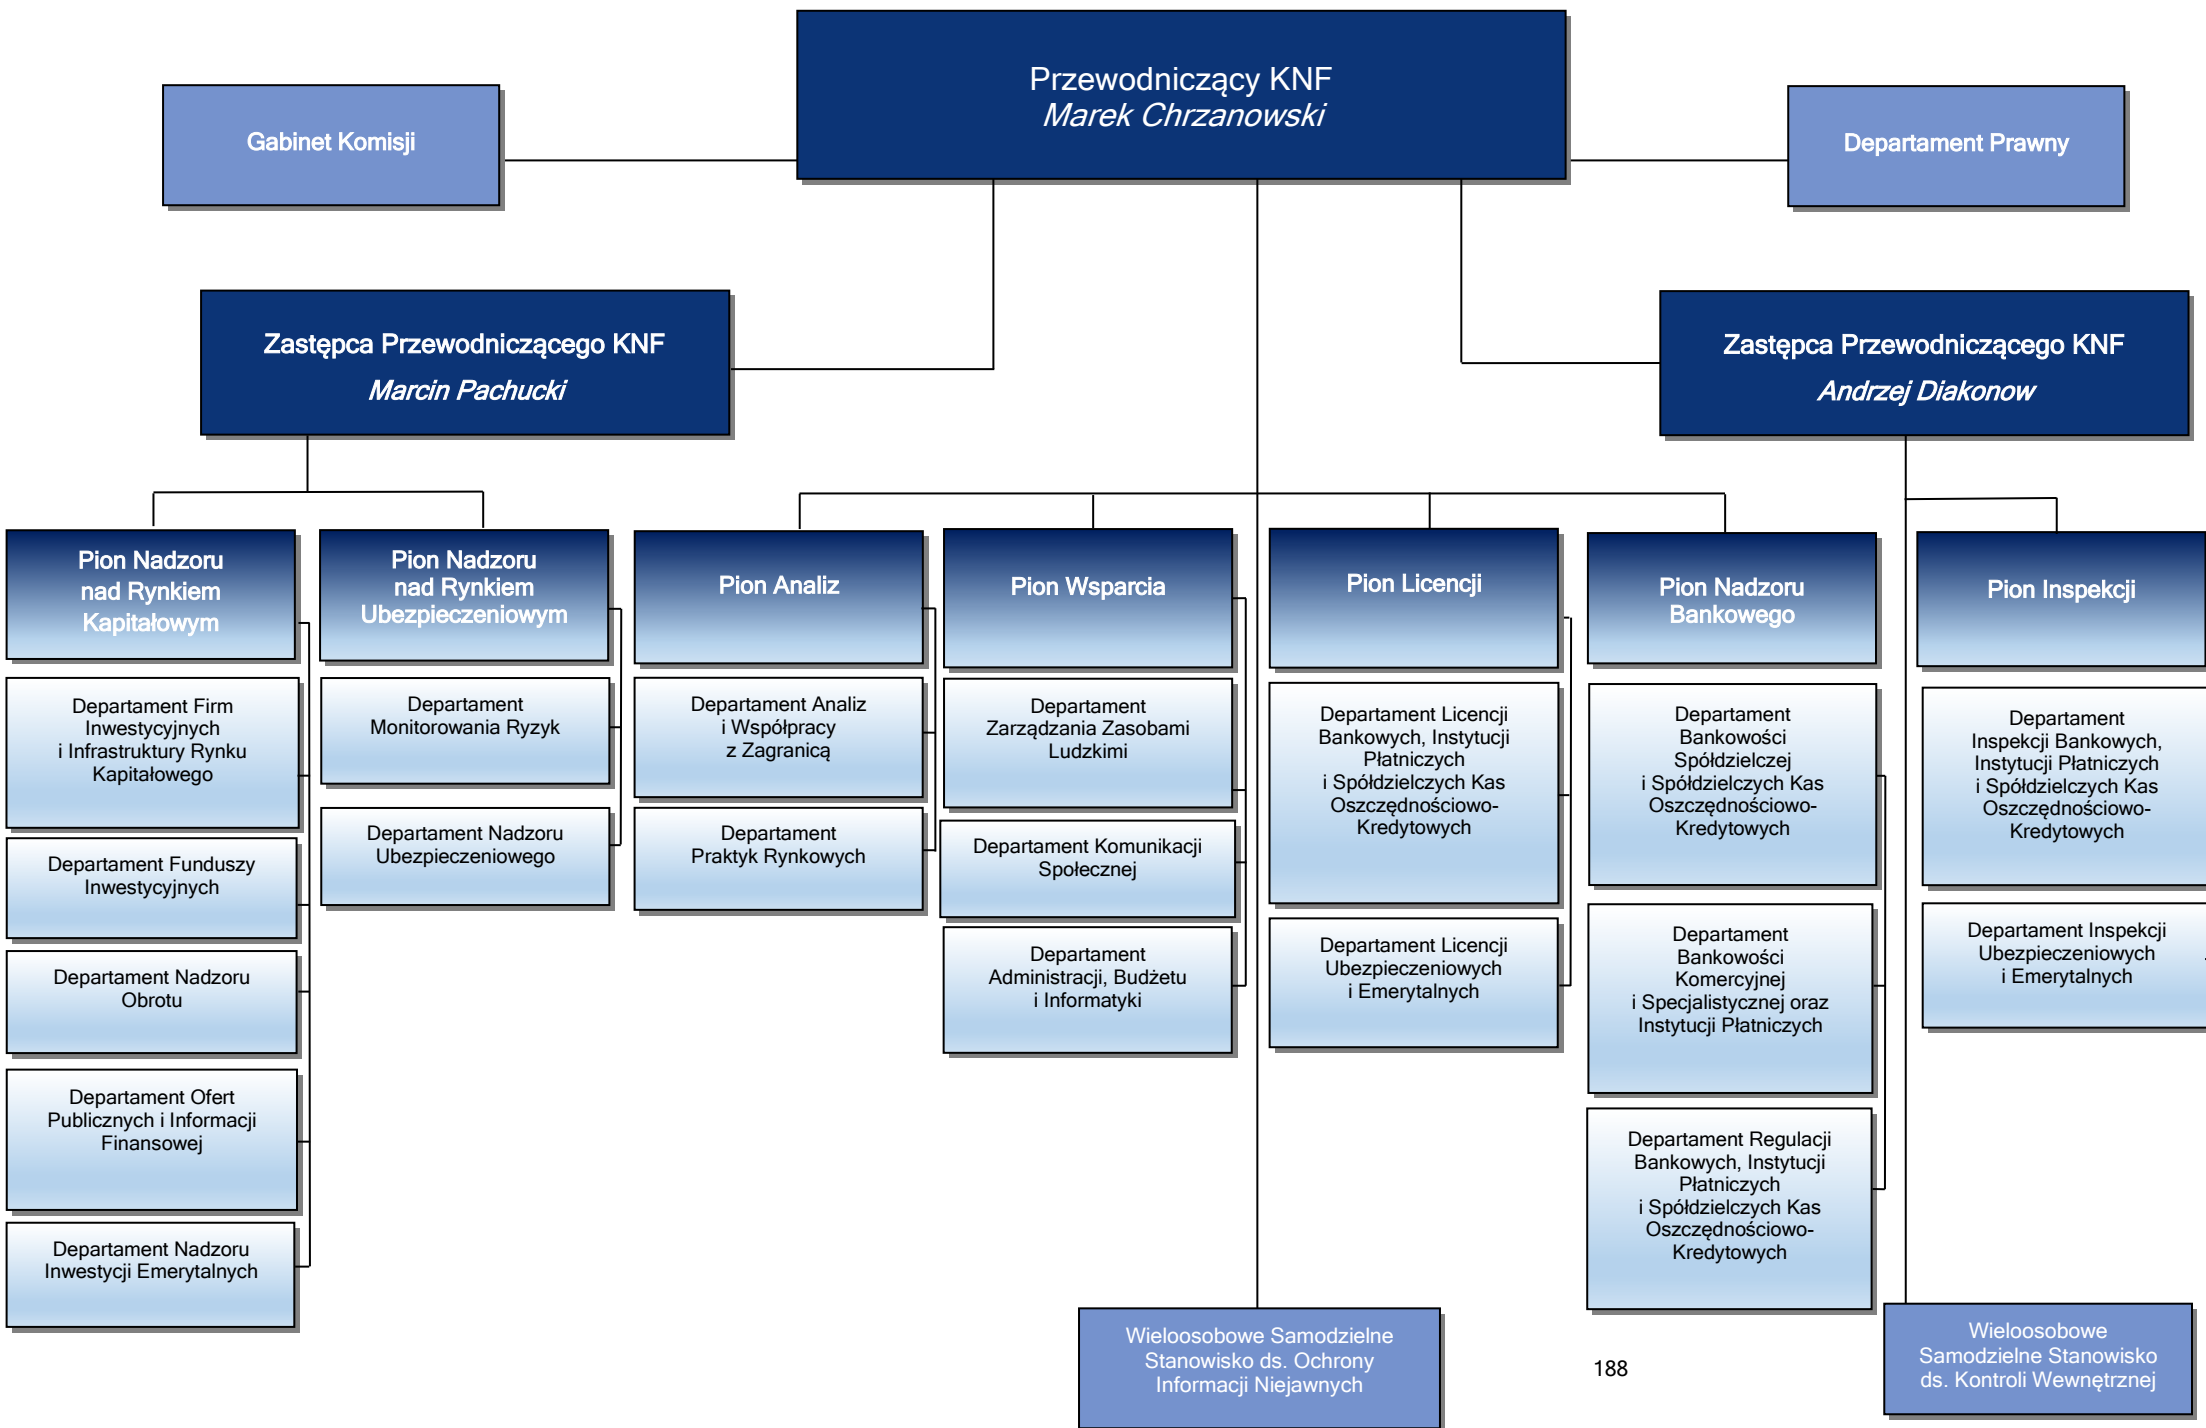 Przewodniczący KNF
Marek Chrzanowski
Gabinet Komisji
Departament Prawny
Zastępca Przewodniczącego KNF
Marcin Pachucki
Zastępca Przewodniczącego KNF
Andrzej Diakonow
Pion Nadzoru
nad Rynkiem
Kapitałowym
Departament Firm
Inwestycyjnych
i Infrastruktury Rynku
Kapitałowego
Departament Funduszy
Inwestycyjnych
Departament Nadzoru
Obrotu
Departament Ofert
Publicznych i Informacji
Finansowej
Departament Nadzoru
Inwestycji Emerytalnych
Pion Nadzoru
nad Rynkiem
Ubezpieczeniowym
Departament
Monitorowania Ryzyk
Departament Nadzoru
Ubezpieczeniowego
Pion Analiz
Departament Analiz
i Współpracy
z Zagranicą
Departament
Praktyk Rynkowych
Pion Wsparcia
Departament
Zarządzania Zasobami
Ludzkimi
Departament Komunikacji
Społecznej
Departament
Administracji, Budżetu
i Informatyki
Pion Licencji
Departament Licencji
Bankowych, Instytucji
Płatniczych
i Spółdzielczych Kas
Oszczędnościowo-
Kredytowych
Departament Licencji
Ubezpieczeniowych
i Emerytalnych
Pion Nadzoru
Bankowego
Departament
Bankowości
Spółdzielczej
i Spółdzielczych Kas
Oszczędnościowo-
Kredytowych
Departament
Bankowości
Komercyjnej
i Specjalistycznej oraz
Instytucji Płatniczych
Departament Regulacji
Bankowych, Instytucji
Płatniczych
i Spółdzielczych Kas
Oszczędnościowo-
Kredytowych
Pion Inspekcji
Departament
Inspekcji Bankowych,
Instytucji Płatniczych
i Spółdzielczych Kas
Oszczędnościowo-
Kredytowych
Departament Inspekcji
Ubezpieczeniowych
i Emerytalnych
Wieloosobowe Samodzielne
Stanowisko ds. Ochrony
Informacji Niejawnych
188
Wieloosobowe
Samodzielne Stanowisko
ds. Kontroli Wewnętrznej